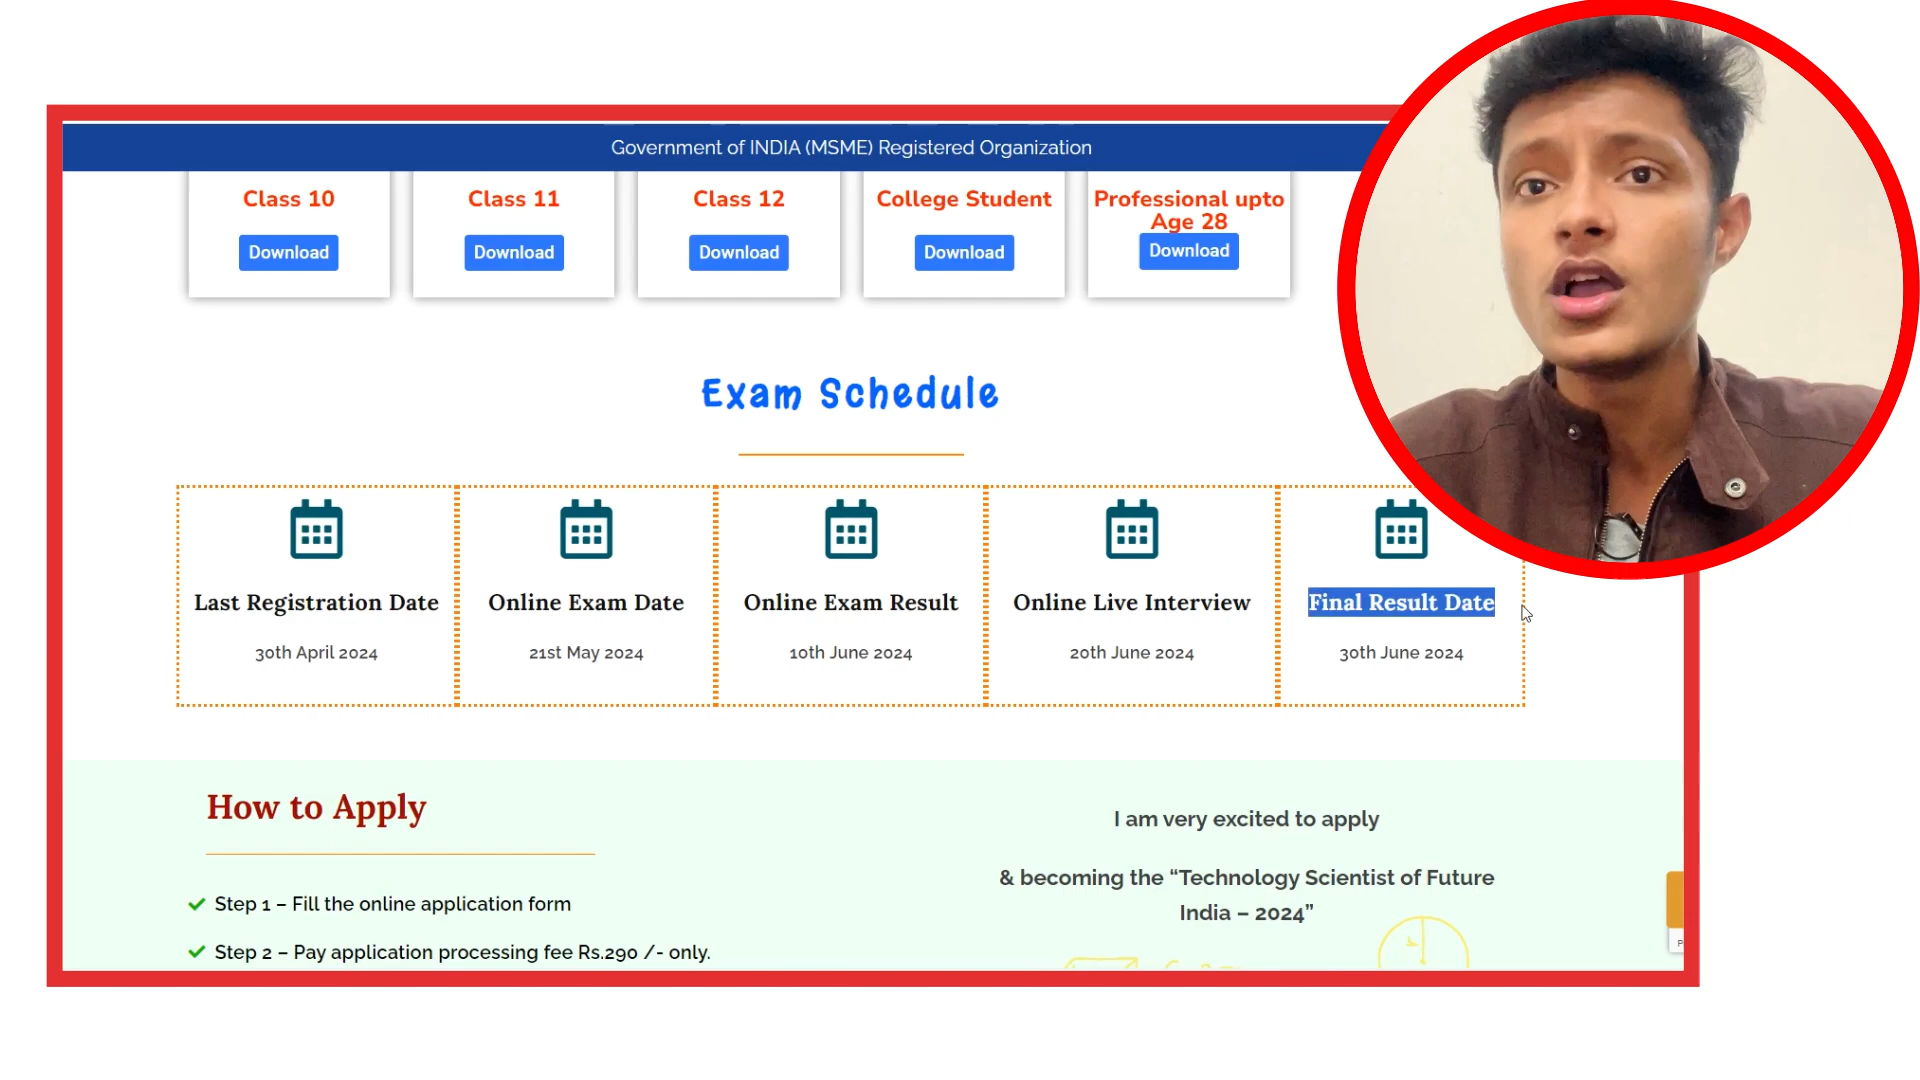 Government of INDIA (MSME) Registered Organization
Class 10
Class 11
Class 12
College Student
Professional upto
Age 28
Download
Download
Download
Download
Download
Exam Schedule
Last Registration Date
Online Exam Date
Online Exam Result
Online Live Interview
Final Result Date
30th April 2024
21st May 2024
10th June 2024
20th June 2024
30th June 2024
How to Apply
Step 1 – Fill the online application form
Step 2 – Pay application processing fee Rs.290 /- only.
I am very excited to apply
& becoming the “Technology Scientist of Future
India – 2024”